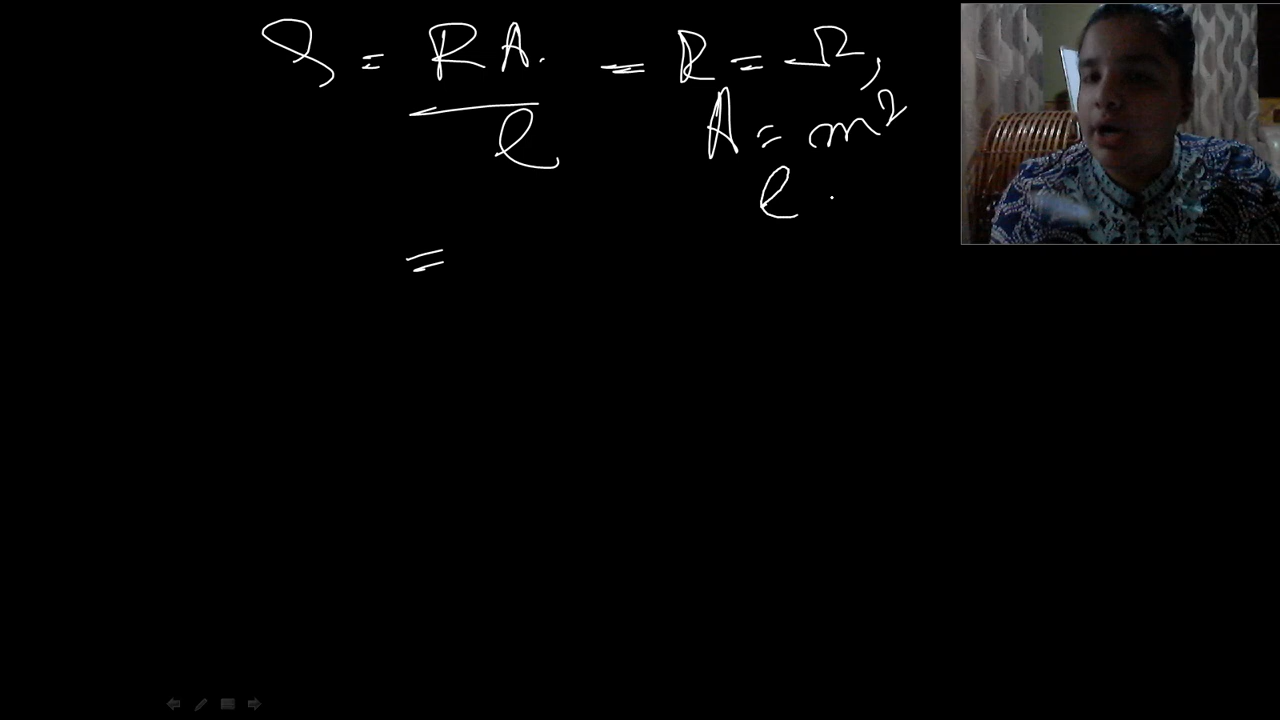 ρ = RA. = R = Ω,
l A = m²
l .
=